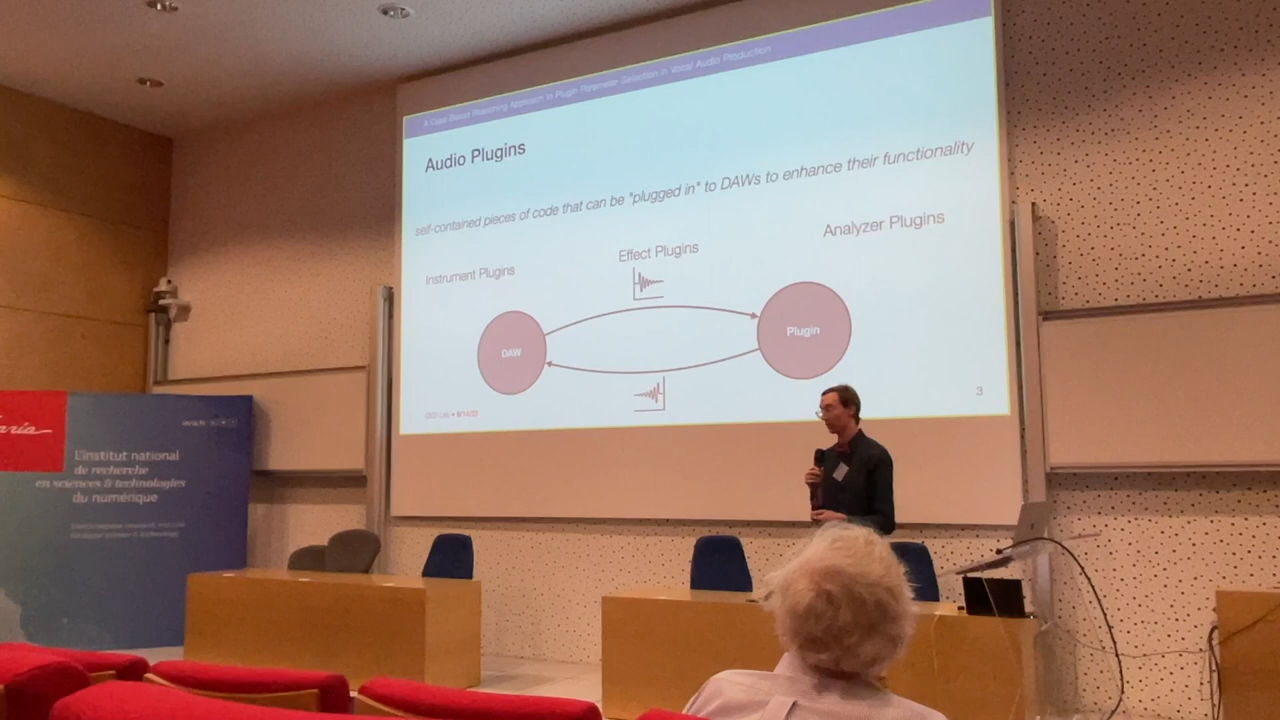 A Case-Based Reasoning Approach in Plugin Parameter Selection in Vocal Audio Production
Audio Plugins
self-contained pieces of code that can be "plugged in" to DAWs to enhance their functionality
Instrument Plugins
Effect Plugins
Analyzer Plugins
DAW
Plugin
3
L'institut national
de recherche
en sciences & technologies
du numérique